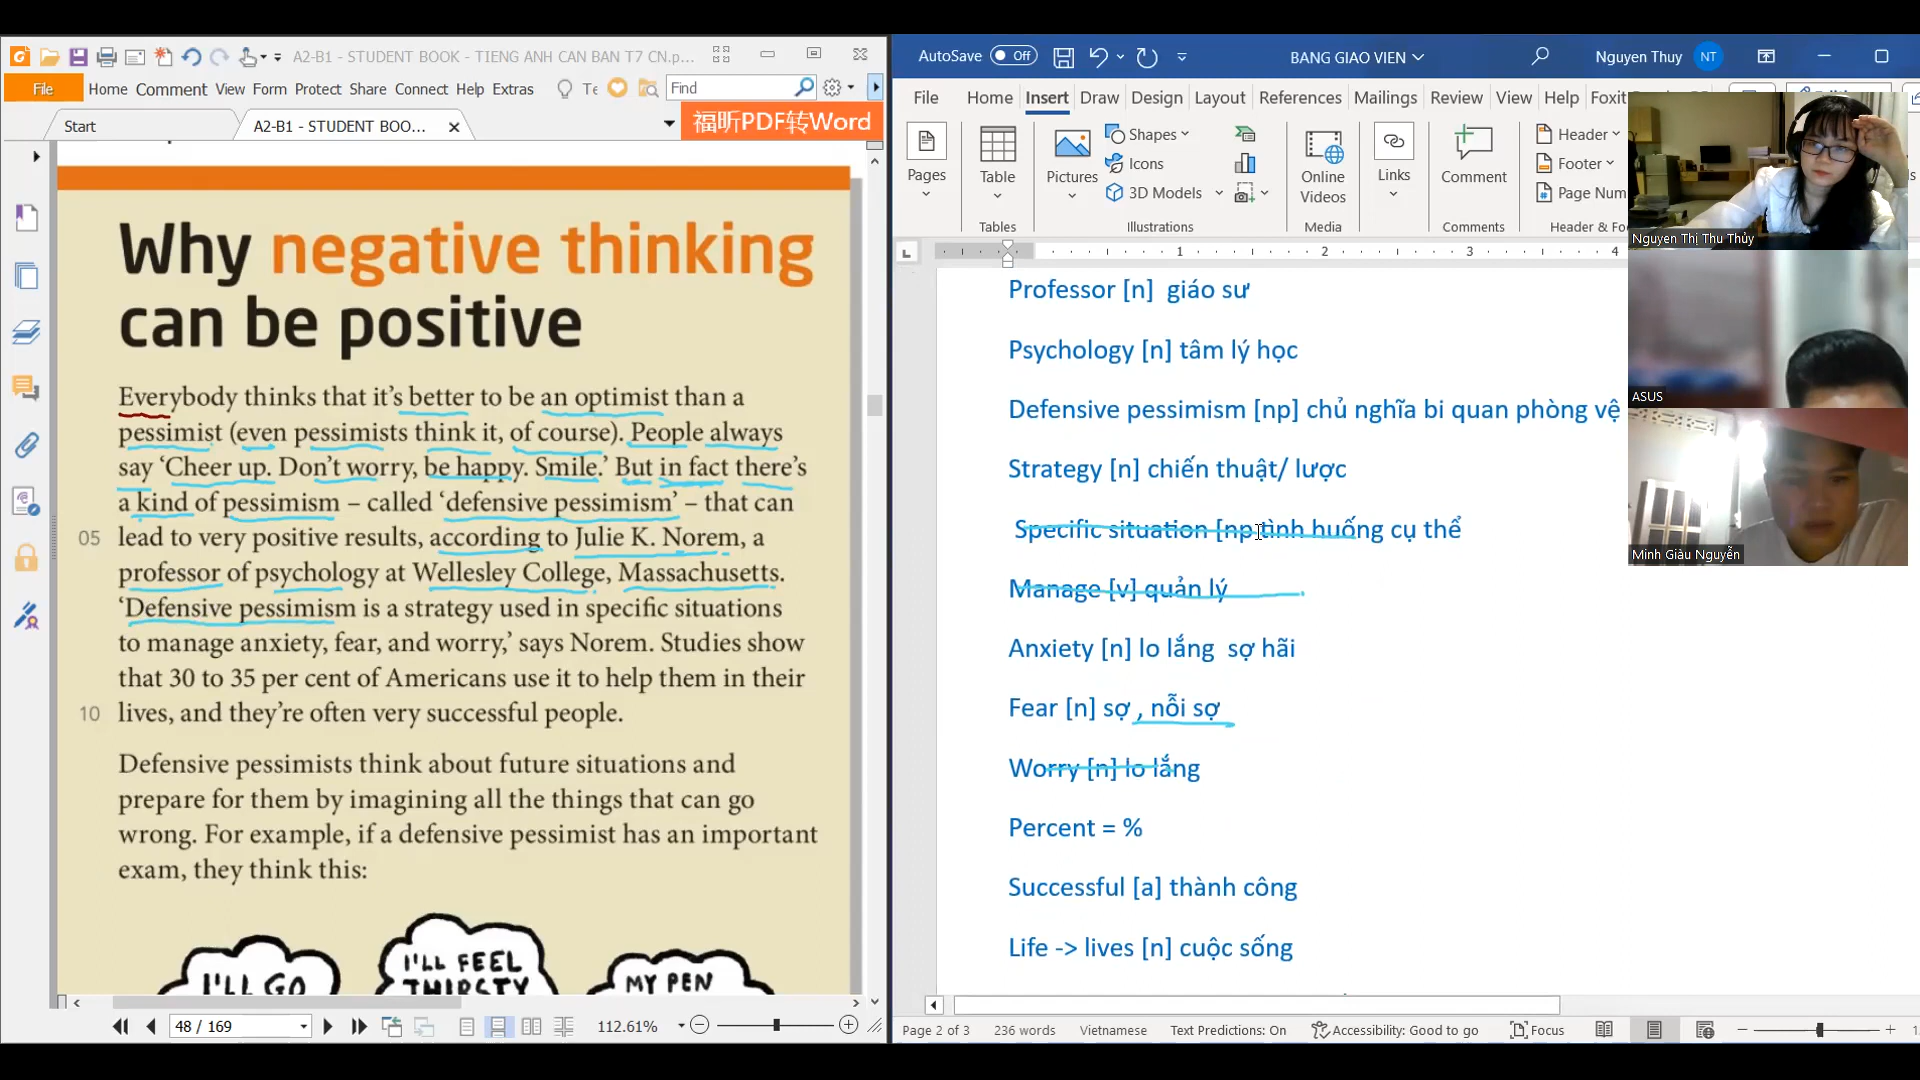 A2-B1 - STUDENT BOOK - TIENG ANH CAN BAN T7 CN.p...
File Home Comment View Form Protect Share Connect Help Extras Te Find
Start
A2-B1 - STUDENT BOO...
福昕PDF转Word
Why negative thinking
can be positive
Everybody thinks that it's better to be an optimist than a
pessimist (even pessimists think it, of course). People always
say 'Cheer up. Don't worry, be happy. Smile.' But in fact there's
a kind of pessimism – called 'defensive pessimism' – that can
05 lead to very positive results, according to Julie K. Norem, a
professor of psychology at Wellesley College, Massachusetts.
'Defensive pessimism is a strategy used in specific situations
to manage anxiety, fear, and worry,' says Norem. Studies show
that 30 to 35 per cent of Americans use it to help them in their
10 lives, and they're often very successful people.
Defensive pessimists think about future situations and
prepare for them by imagining all the things that can go
wrong. For example, if a defensive pessimist has an important
exam, they think this:
I'LL GO
I'LL FEEL
THIRSTY
MY PEN
48 / 169
112.61%
AutoSave Off BANG GIAO VIEN Nguyen Thuy NT
File Home Insert Draw Design Layout References Mailings Review View Help Foxit
Pages
Table
Tables
Pictures
Shapes
Icons
3D Models
Illustrations
Online
Videos
Media
Links
Comment
Comments
Header
Footer
Page Num
Header & Fo
1 2 3 4
Professor [n] giáo sư
Psychology [n] tâm lý học
Defensive pessimism [np] chủ nghĩa bi quan phòng vệ
Strategy [n] chiến thuật/ lược
Specific situation [np tình huống cụ thể
Manage [v] quản lý
Anxiety [n] lo lắng sợ hãi
Fear [n] sợ , nỗi sợ
Worry [n] lo lắng
Percent = %
Successful [a] thành công
Life -> lives [n] cuộc sống
Page 2 of 3 236 words Vietnamese Text Predictions: On Accessibility: Good to go Focus
Nguyen Thị Thu Thủy
ASUS
Minh Giàu Nguyễn